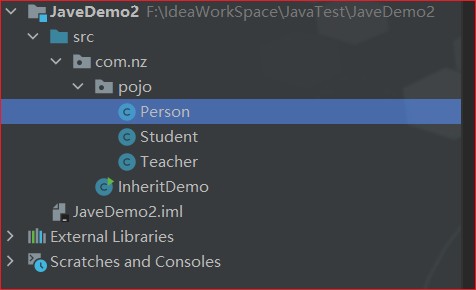 JaveDemo2 F:\IdeaWorkSpace\JavaTest\JaveDemo2
src
com.nz
pojo
Person
Student
Teacher
InheritDemo
JaveDemo2.iml
External Libraries
Scratches and Consoles